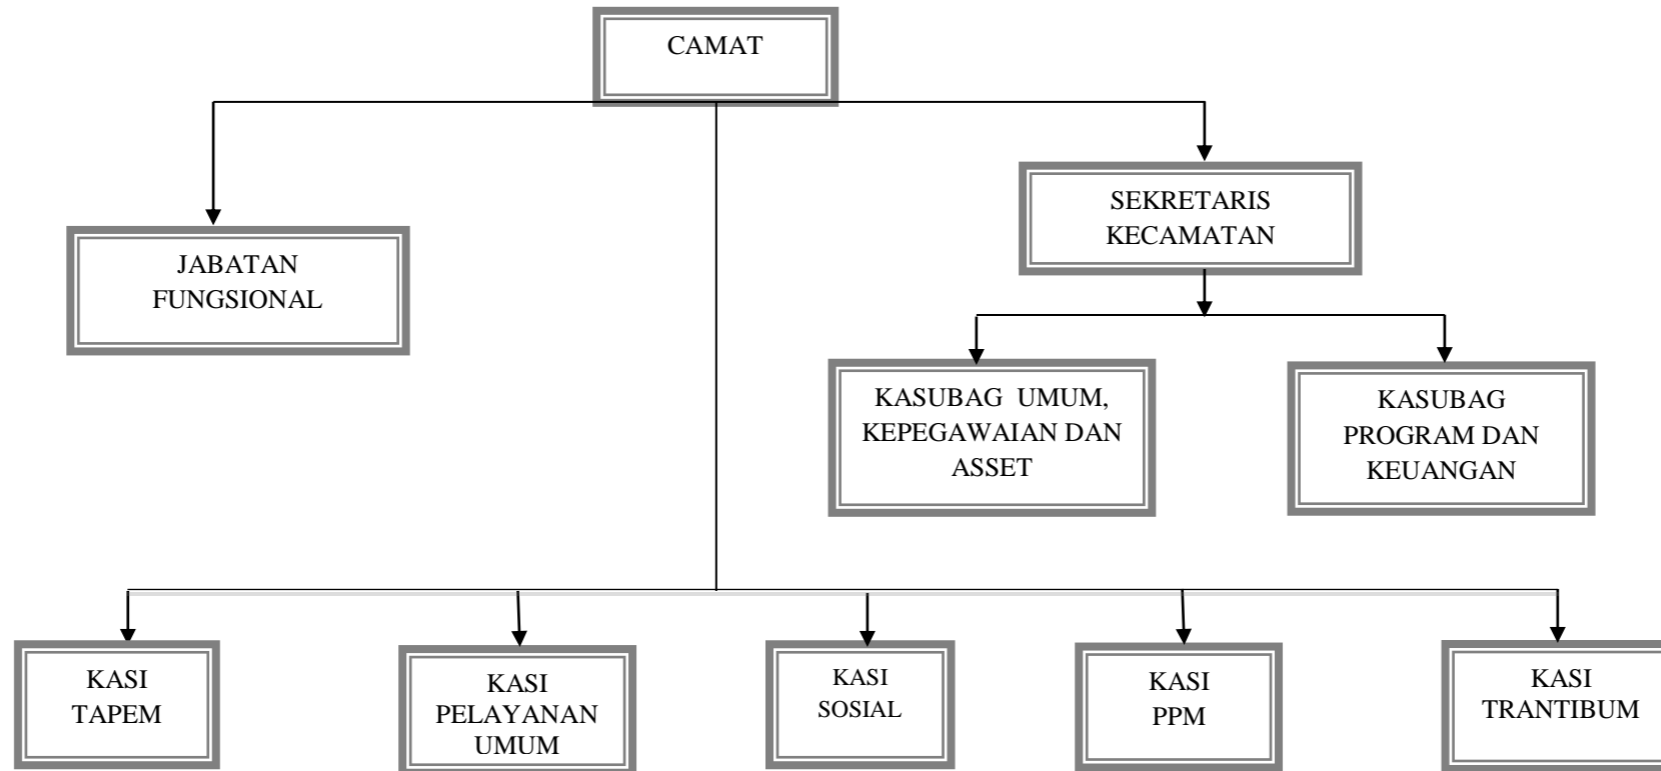 CAMAT
SEKRETARIS
KECAMATAN
JABATAN
FUNGSIONAL
KASUBAG  UMUM,
KEPEGAWAIAN DAN
ASSET
KASUBAG
PROGRAM DAN
KEUANGAN
KASI
TAPEM
KASI
PELAYANAN
UMUM
KASI
SOSIAL
KASI
PPM
KASI
TRANTIBUM